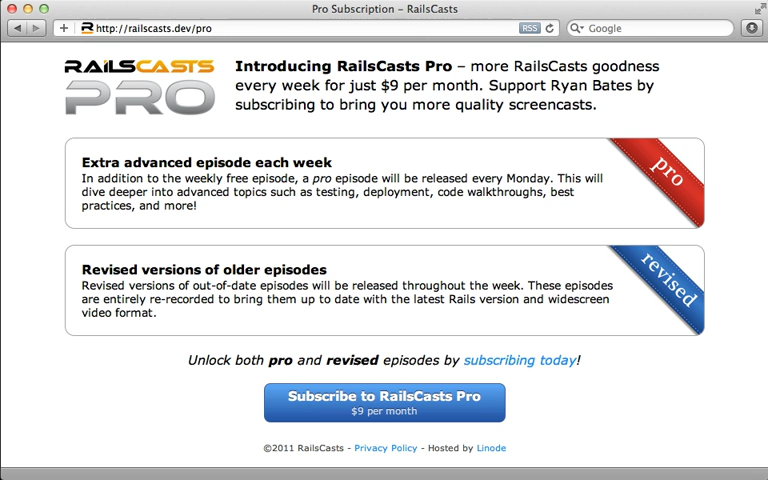 Pro Subscription – RailsCasts
http://railscasts.dev/pro
RSS
Google
RAILSCASTS
PRO
Introducing RailsCasts Pro – more RailsCasts goodness
every week for just $9 per month. Support Ryan Bates by
subscribing to bring you more quality screencasts.
Extra advanced episode each week
In addition to the weekly free episode, a pro episode will be released every Monday. This will
dive deeper into advanced topics such as testing, deployment, code walkthroughs, best
practices, and more!
pro
Revised versions of older episodes
Revised versions of out-of-date episodes will be released throughout the week. These episodes
are entirely re-recorded to bring them up to date with the latest Rails version and widescreen
video format.
revised
Unlock both pro and revised episodes by subscribing today!
Subscribe to RailsCasts Pro
$9 per month
©2011 RailsCasts - Privacy Policy - Hosted by Linode